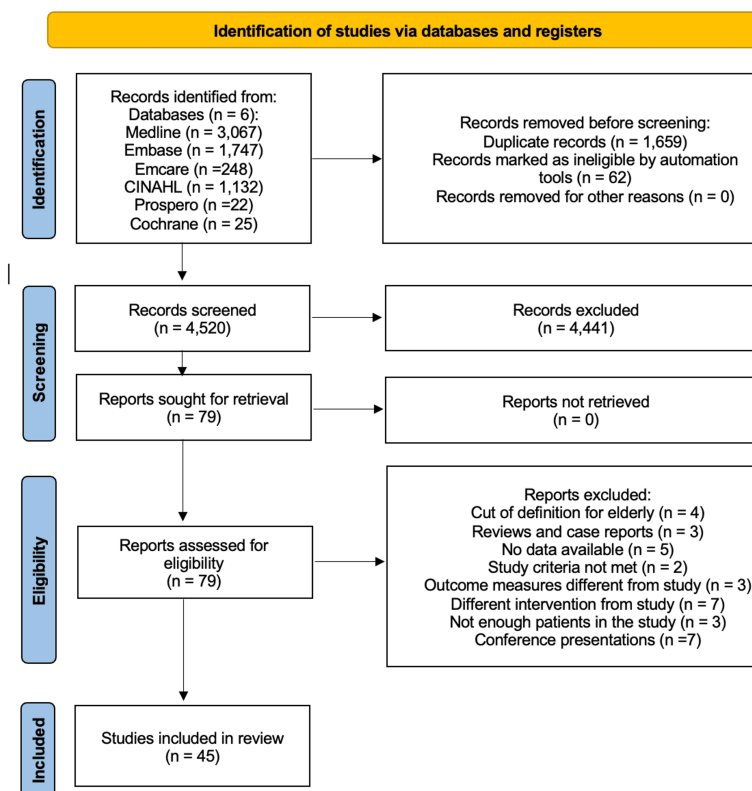 Identification of studies via databases and registers
Identification
Records identified from:
Databases (n = 6):
Medline (n = 3,067)
Embase (n = 1,747)
Emcare (n =248)
CINAHL (n = 1,132)
Prospero (n =22)
Cochrane (n = 25)
Records removed before screening:
Duplicate records (n = 1,659)
Records marked as ineligible by automation
tools (n = 62)
Records removed for other reasons (n = 0)
Screening
Records screened
(n = 4,520)
Records excluded
(n = 4,441)
Reports sought for retrieval
(n = 79)
Reports not retrieved
(n = 0)
Eligibility
Reports assessed for
eligibility
(n = 79)
Reports excluded:
Cut of definition for elderly (n = 4)
Reviews and case reports (n = 3)
No data available (n = 5)
Study criteria not met (n = 2)
Outcome measures different from study (n = 3)
Different intervention from study (n = 7)
Not enough patients in the study (n = 3)
Conference presentations (n =7)
Included
Studies included in review
(n = 45)